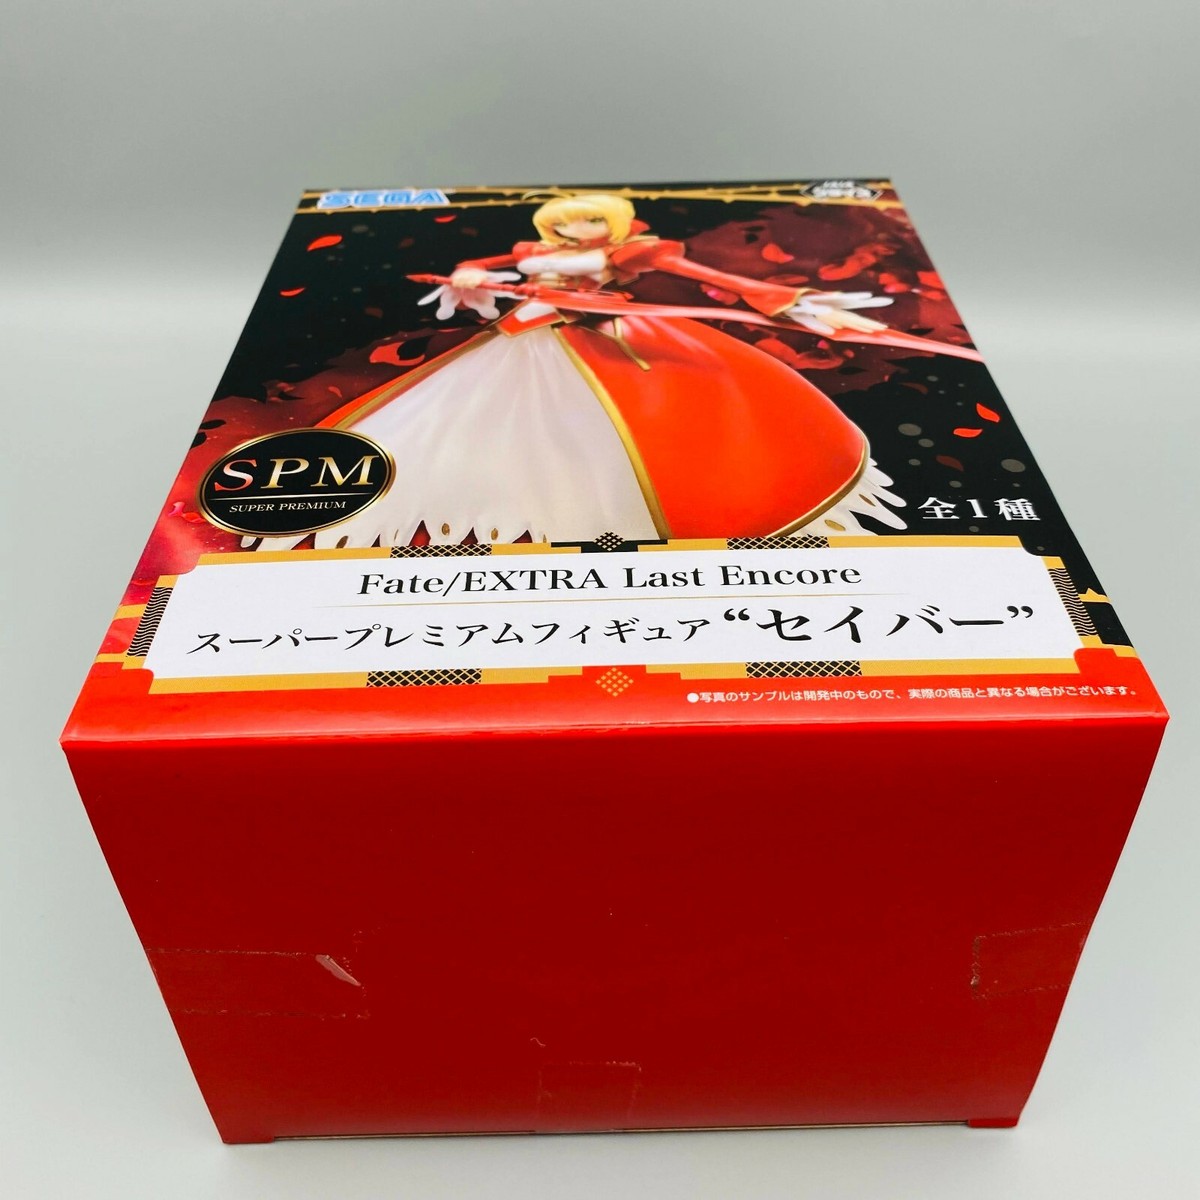 SEGA
SPM
SUPER PREMIUM
全1種
Fate/EXTRA Last Encore
スーパープレミアムフィギュア “セイバー”
●写真のサンプルは開発中のもので、実際の商品と異なる場合がございます。